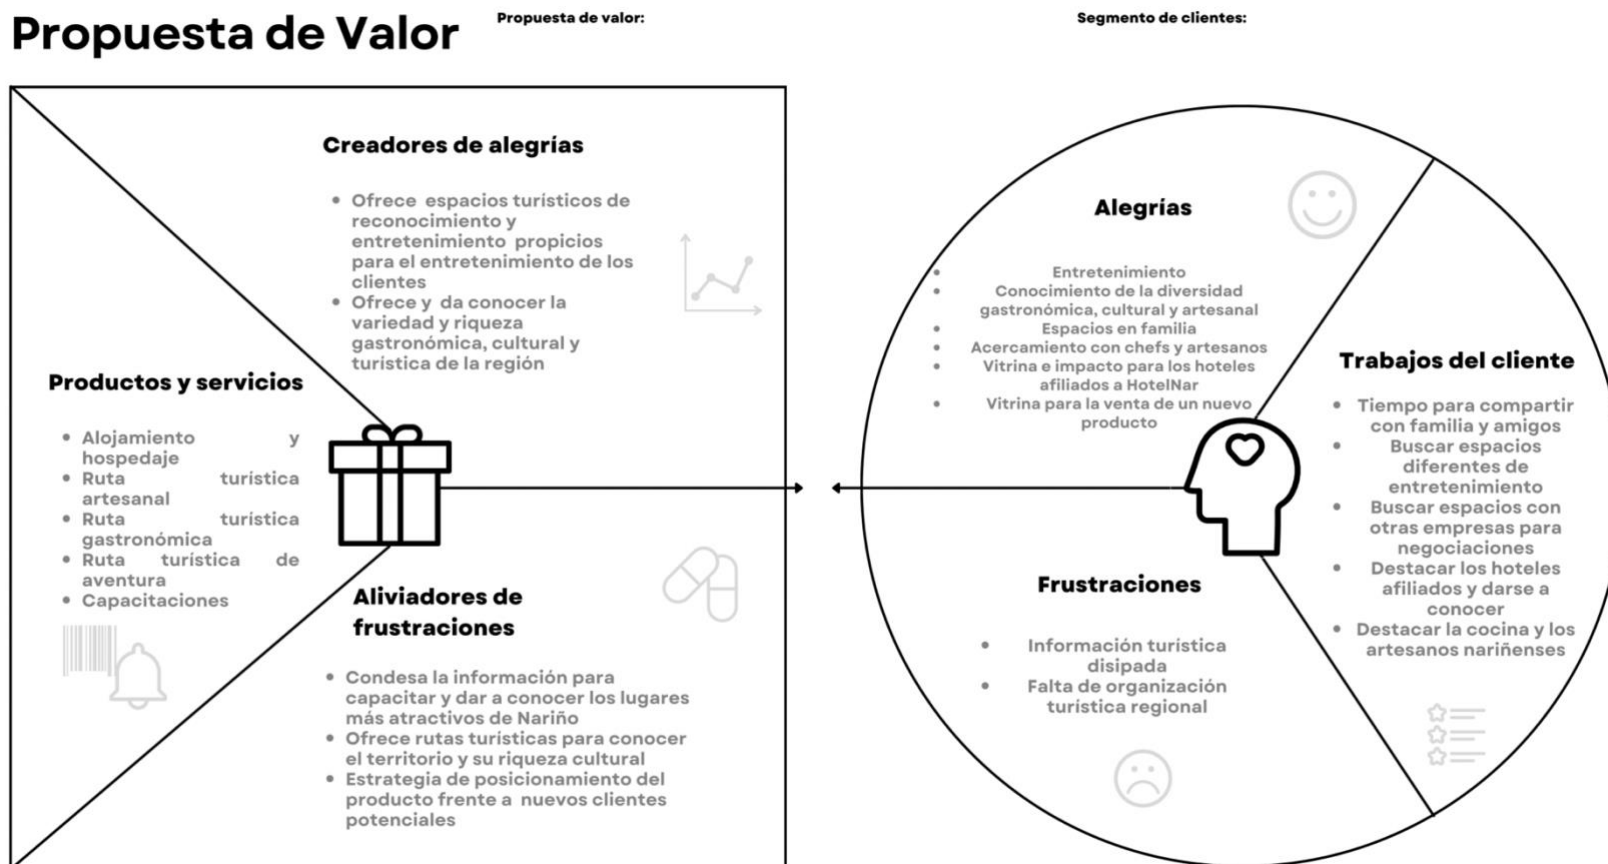 Propuesta de Valor
Propuesta de valor:
Segmento de clientes:
Creadores de alegrías
Ofrece espacios turísticos de
reconocimiento y
entretenimiento propicios
para el entretenimiento de los
clientes
Ofrece y da conocer la
variedad y riqueza
gastronómica, cultural y
turística de la región
Productos y servicios
Alojamiento y
hospedaje
Ruta turística
artesanal
Ruta turística
gastronómica
Ruta turística de
aventura
Capacitaciones
Aliviadores de
frustraciones
Condesa la información para
capacitar y dar a conocer los lugares
más atractivos de Nariño
Ofrece rutas turísticas para conocer
el territorio y su riqueza cultural
Estrategia de posicionamiento del
producto frente a nuevos clientes
potenciales
Alegrías
Entretenimiento
Conocimiento de la diversidad
gastronómica, cultural y artesanal
Espacios en familia
Acercamiento con chefs y artesanos
Vitrina e impacto para los hoteles
afiliados a HotelNar
Vitrina para la venta de un nuevo
producto
Trabajos del cliente
Tiempo para compartir
con familia y amigos
Buscar espacios
diferentes de
entretenimiento
Buscar espacios con
otras empresas para
negociaciones
Destacar los hoteles
afiliados y darse a
conocer
Destacar la cocina y los
artesanos nariñenses
Frustraciones
Información turística
disipada
Falta de organización
turística regional